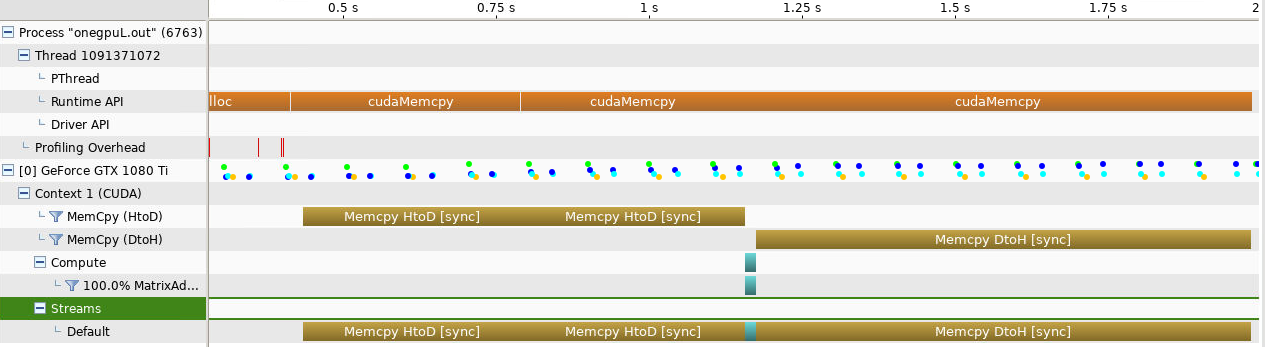 0.5 s 0.75 s 1 s 1.25 s 1.5 s 1.75 s 2
Process "onegpuL.out" (6763)
Thread 1091371072
PThread
Runtime API lloc cudaMemcpy cudaMemcpy cudaMemcpy
Driver API
Profiling Overhead
[0] GeForce GTX 1080 Ti
Context 1 (CUDA)
MemCpy (HtoD) Memcpy HtoD [sync] Memcpy HtoD [sync]
MemCpy (DtoH) Memcpy DtoH [sync]
Compute
100.0% MatrixAd...
Streams
Default Memcpy HtoD [sync] Memcpy HtoD [sync] Memcpy DtoH [sync]